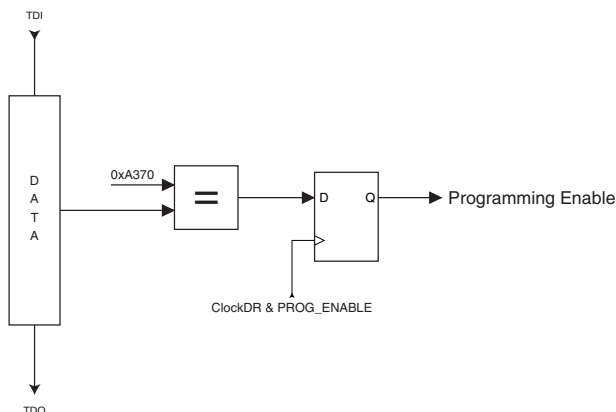 TDI
D
A
T
A
0xA370
=
D Q
Programming Enable
ClockDR & PROG_ENABLE
TDO